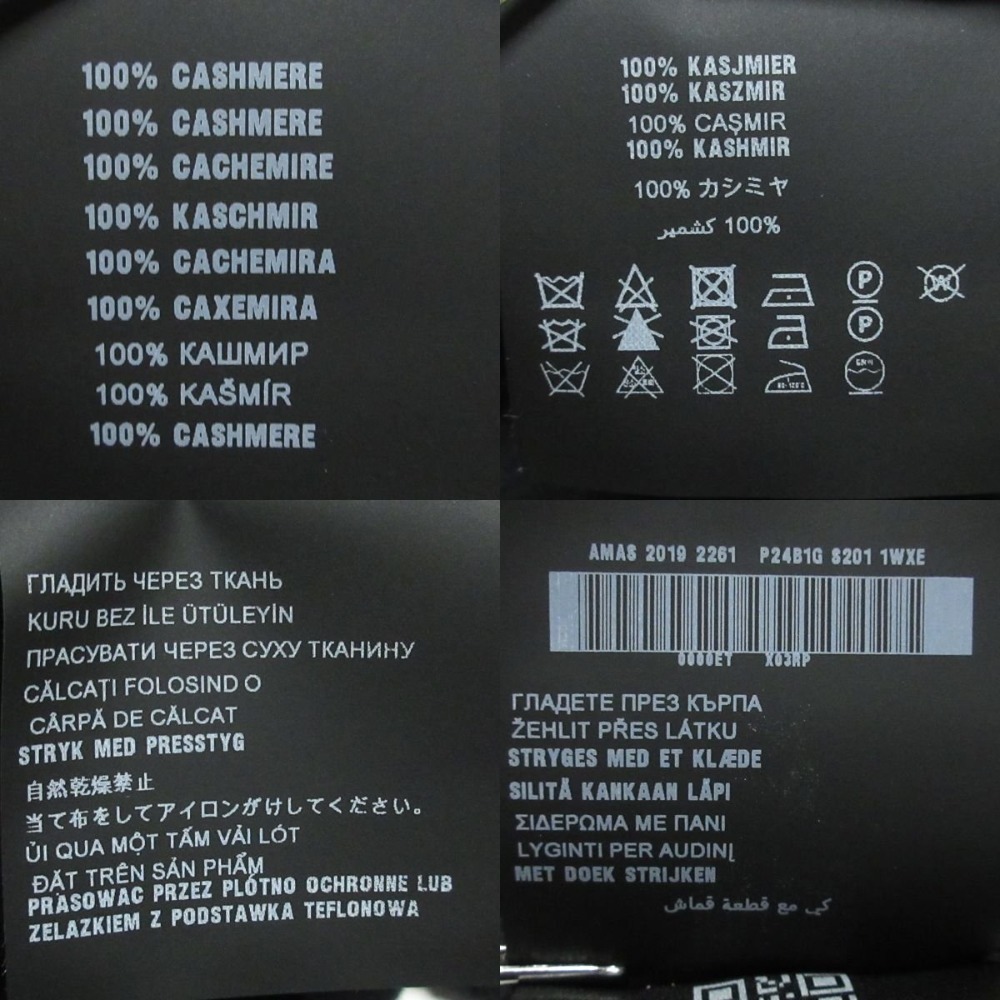 100% CASHMERE
100% CASHMERE
100% CACHEMIRE
100% KASCHMIR
100% CACHEMIRA
100% CAXEMIRA
100% КАШМИР
100% KAŠMÍR
100% CASHMERE
100% KASJMIER
100% KASZMIR
100% CAŞMIR
100% KASHMIR
100% カシミヤ
100% كشمير
P
P
ГЛАДИТЬ ЧЕРЕЗ ТКАНЬ
KURU BEZ İLE ÜTÜLEYİN
ПРАСУВАТИ ЧЕРЕЗ СУХУ ТКАНИНУ
CĂLCAȚI FOLOSIND O
CÂRPĂ DE CĂLCAT
STRYK MED PRESSTYG
自然乾燥禁止
当て布をしてアイロンがけしてください。
ỦI QUA MỘT TẤM VẢI LÓT
ĐẶT TRÊN SẢN PHẨM
PRASOWAC PRZEZ PLÓTNO OCHRONNE LUB
ZELAZKIEM Z PODSTAWKA TEFLONOWA
AMAS 2019 2261 P24B1G S201 1WXE
0000ET X03RP
ГЛАДЕТЕ ПРЕЗ КЪРПА
ŽEHLIT PŘES LÁTKU
STRYGES MED ET KLÆDE
SILITÄ KANKAAN LÄPI
ΣΙΔΕΡΩΜΑ ΜΕ ΠΑΝΙ
LYGINTI PER AUDINĮ
MET DOEK STRIJKEN
كي مع قطعة قماش